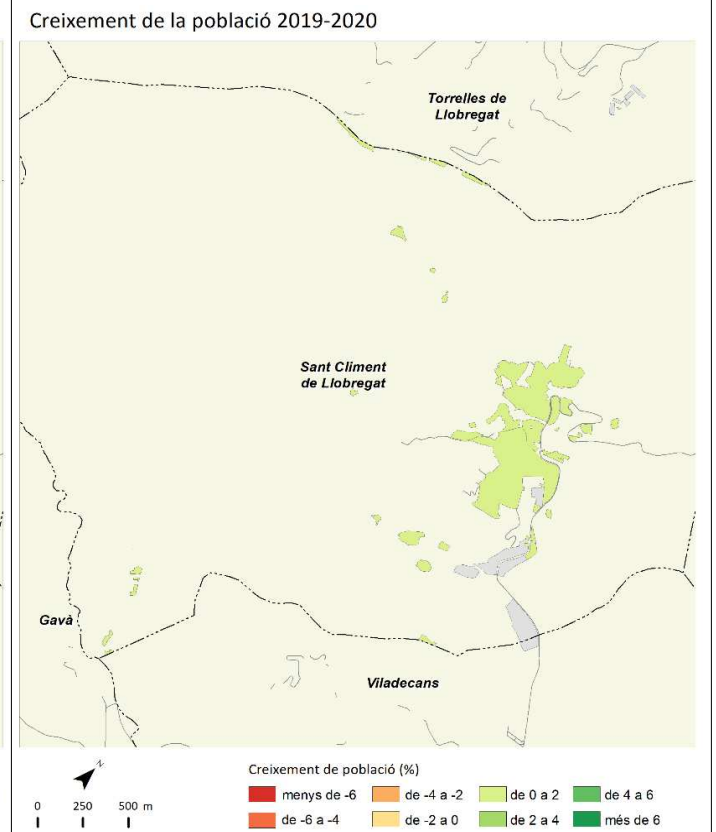 Creixement de la població 2019-2020
Torrelles de
Llobregat
Sant Climent
de Llobregat
Gavà
Viladecans
N
0 250 500 m
Creixement de població (%)
menys de -6
de -4 a -2
de 0 a 2
de 4 a 6
de -6 a -4
de -2 a 0
de 2 a 4
més de 6